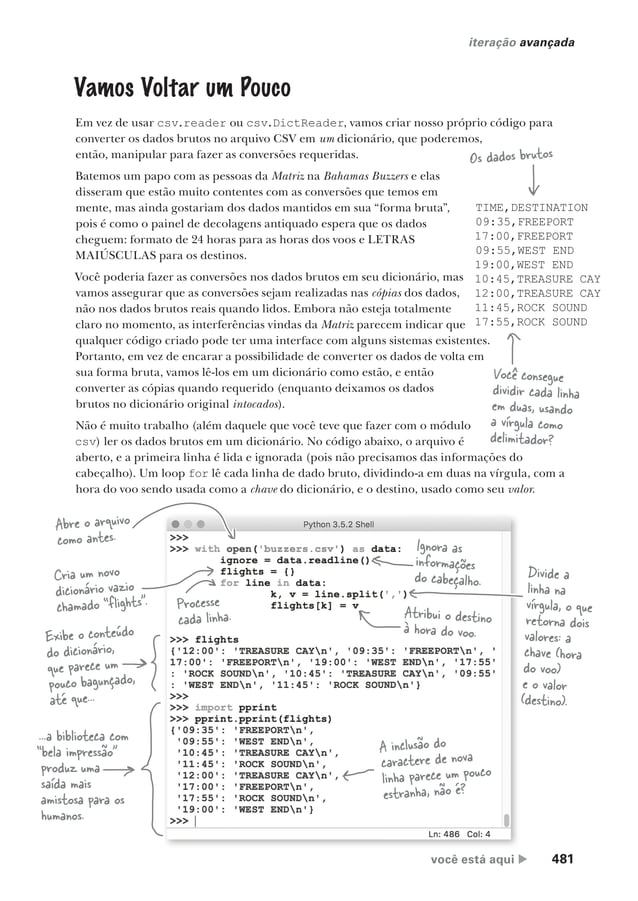 iteração avançada
Vamos Voltar um Pouco
Em vez de usar csv.reader ou csv.DictReader, vamos criar nosso próprio código para
converter os dados brutos no arquivo CSV em um dicionário, que poderemos,
então, manipular para fazer as conversões requeridas.
Batemos um papo com as pessoas da Matriz na Bahamas Buzzers e elas
disseram que estão muito contentes com as conversões que temos em
mente, mas ainda gostariam dos dados mantidos em sua “forma bruta”,
pois é como o painel de decolagens antiquado espera que os dados
cheguem: formato de 24 horas para as horas dos voos e LETRAS
MAIÚSCULAS para os destinos.
Você poderia fazer as conversões nos dados brutos em seu dicionário, mas
vamos assegurar que as conversões sejam realizadas nas cópias dos dados,
não nos dados brutos reais quando lidos. Embora não esteja totalmente
claro no momento, as interferências vindas da Matriz parecem indicar que
qualquer código criado pode ter uma interface com alguns sistemas existentes.
Portanto, em vez de encarar a possibilidade de converter os dados de volta em
sua forma bruta, vamos lê-los em um dicionário como estão, e então
converter as cópias quando requerido (enquanto deixamos os dados
brutos no dicionário original intocados).
Não é muito trabalho (além daquele que você teve que fazer com o módulo
csv) ler os dados brutos em um dicionário. No código abaixo, o arquivo é
aberto, e a primeira linha é lida e ignorada (pois não precisamos das informações do
cabeçalho). Um loop for lê cada linha de dado bruto, dividindo-a em duas na vírgula, com a
hora do voo sendo usada como a chave do dicionário, e o destino, usado como seu valor.
Os dados brutos
TIME,DESTINATION
09:35,FREEPORT
17:00,FREEPORT
09:55,WEST END
19:00,WEST END
10:45,TREASURE CAY
12:00,TREASURE CAY
11:45,ROCK SOUND
17:55,ROCK SOUND
Você consegue
dividir cada linha
em duas, usando
a vírgula como
delimitador?
Abre o arquivo
como antes.
Cria um novo
dicionário vazio
chamado “flights”.
Exibe o conteúdo
do dicionário,
que parece um
pouco bagunçado,
até que...
...a biblioteca com
“bela impressão”
produz uma
saída mais
amistosa para os
humanos.
Python 3.5.2 Shell
>>>
>>> with open('buzzers.csv') as data:
ignore = data.readline()
flights = {}
for line in data:
k, v = line.split(',')
flights[k] = v
>>> flights
{'12:00': 'TREASURE CAY\n', '09:35': 'FREEPORT\n', '
17:00': 'FREEPORT\n', '19:00': 'WEST END\n', '17:55'
: 'ROCK SOUND\n', '10:45': 'TREASURE CAY\n', '09:55'
: 'WEST END\n', '11:45': 'ROCK SOUND\n'}
>>>
>>> import pprint
>>> pprint.pprint(flights)
{'09:35': 'FREEPORT\n',
'09:55': 'WEST END\n',
'10:45': 'TREASURE CAY\n',
'11:45': 'ROCK SOUND\n',
'12:00': 'TREASURE CAY\n',
'17:00': 'FREEPORT\n',
'17:55': 'ROCK SOUND\n',
'19:00': 'WEST END\n'}
>>>
Ln: 486 Col: 4
Ignora as
informações
do cabeçalho.
Processe
cada linha.
Atribui o destino
à hora do voo.
A inclusão do
caractere de nova
linha parece um pouco
estranha, não é?
Divide a
linha na
vírgula, o que
retorna dois
valores: a
chave (hora
do voo)
e o valor
(destino).
você está aqui ▶ 481